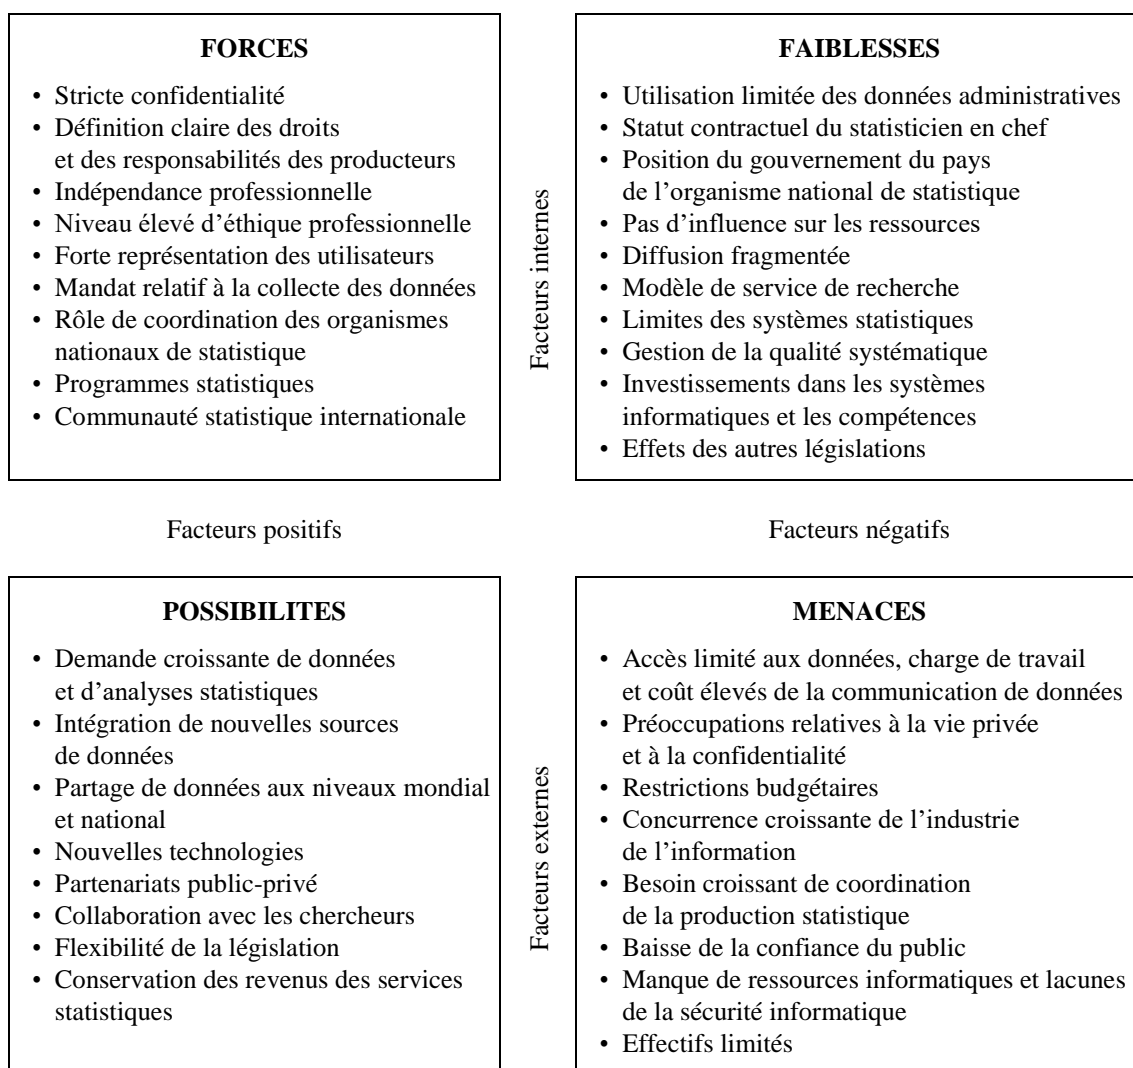 FORCES
• Stricte confidentialité
• Définition claire des droits
et des responsabilités des producteurs
• Indépendance professionnelle
• Niveau élevé d’éthique professionnelle
• Forte représentation des utilisateurs
• Mandat relatif à la collecte des données
• Rôle de coordination des organismes
nationaux de statistique
• Programmes statistiques
• Communauté statistique internationale
Facteurs internes
FAIBLESSES
• Utilisation limitée des données administratives
• Statut contractuel du statisticien en chef
• Position du gouvernement du pays
de l’organisme national de statistique
• Pas d’influence sur les ressources
• Diffusion fragmentée
• Modèle de service de recherche
• Limites des systèmes statistiques
• Gestion de la qualité systématique
• Investissements dans les systèmes
informatiques et les compétences
• Effets des autres législations
Facteurs positifs
Facteurs négatifs
POSSIBILITES
• Demande croissante de données
et d’analyses statistiques
• Intégration de nouvelles sources
de données
• Partage de données aux niveaux mondial
et national
• Nouvelles technologies
• Partenariats public-privé
• Collaboration avec les chercheurs
• Flexibilité de la législation
• Conservation des revenus des services
statistiques
Facteurs externes
MENACES
• Accès limité aux données, charge de travail
et coût élevés de la communication de données
• Préoccupations relatives à la vie privée
et à la confidentialité
• Restrictions budgétaires
• Concurrence croissante de l’industrie
de l’information
• Besoin croissant de coordination
de la production statistique
• Baisse de la confiance du public
• Manque de ressources informatiques et lacunes
de la sécurité informatique
• Effectifs limités